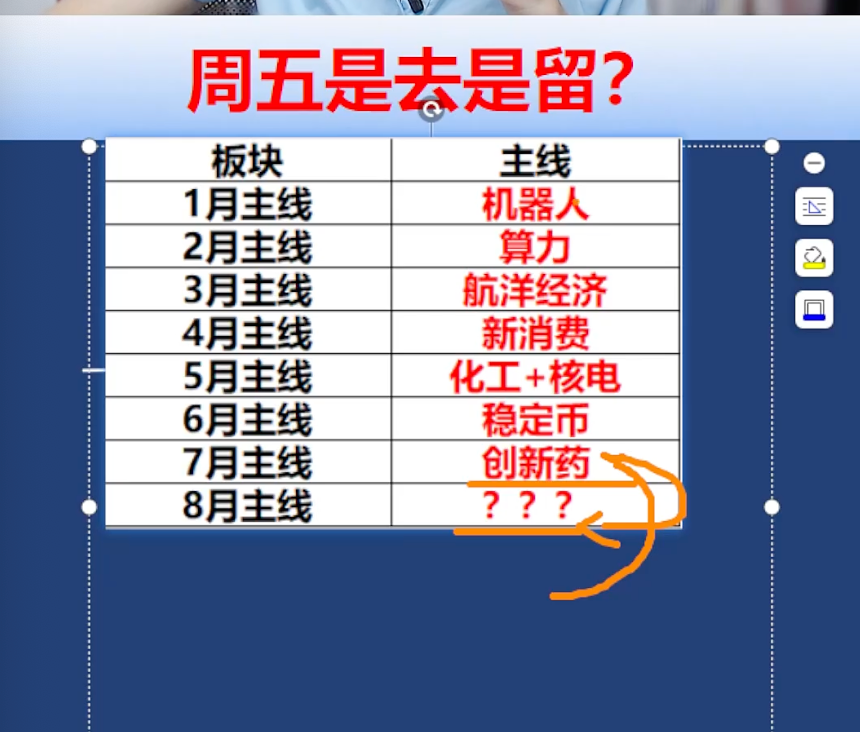 周五是去是留？
板块 主线
1月主线 机器人
2月主线 算力
3月主线 航洋经济
4月主线 新消费
5月主线 化工+核电
6月主线 稳定币
7月主线 创新药
8月主线 ？？？